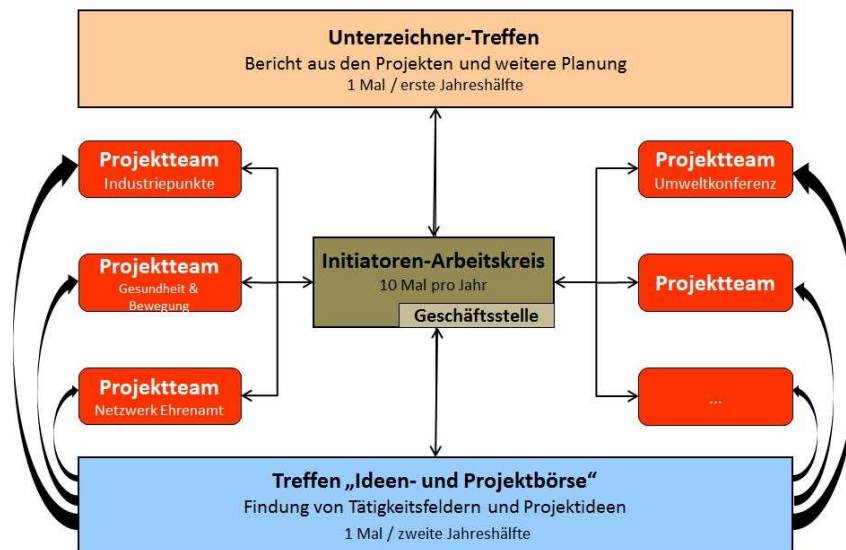 Unterzeichner-Treffen
Bericht aus den Projekten und weitere Planung
1 Mal / erste Jahreshälfte
Projektteam
Industriepunkte
Projektteam
Umweltkonferenz
Projektteam
Gesundheit &
Bewegung
Initiatoren-Arbeitskreis
10 Mal pro Jahr
Geschäftsstelle
Projektteam
Projektteam
Netzwerk Ehrenamt
...
Treffen „Ideen- und Projektbörse“
Findung von Tätigkeitsfeldern und Projektideen
1 Mal / zweite Jahreshälfte